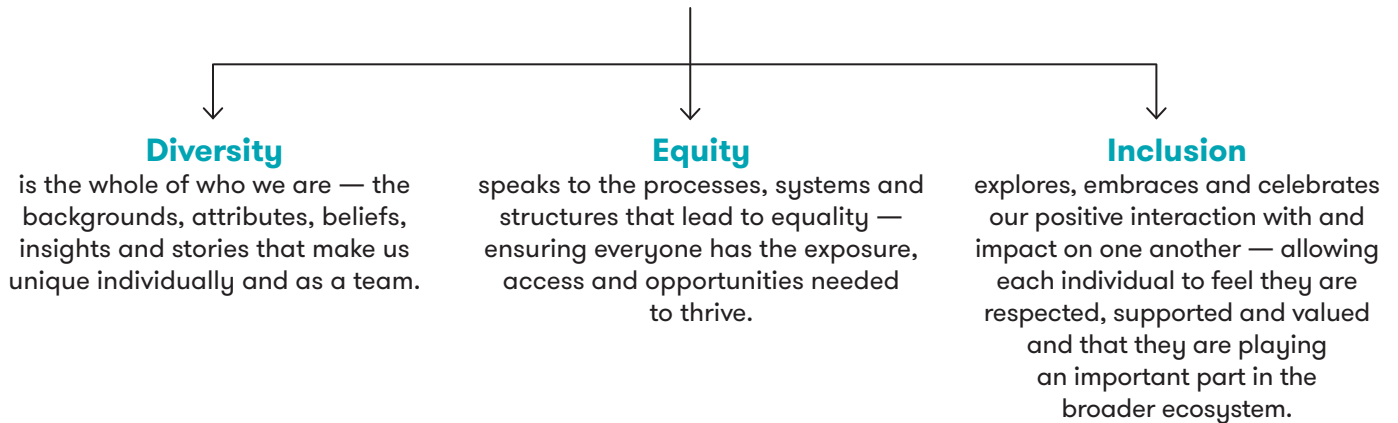 Diversity
is the whole of who we are — the
backgrounds, attributes, beliefs,
insights and stories that make us
unique individually and as a team.
Equity
speaks to the processes, systems and
structures that lead to equality —
ensuring everyone has the exposure,
access and opportunities needed
to thrive.
Inclusion
explores, embraces and celebrates
our positive interaction with and
impact on one another — allowing
each individual to feel they are
respected, supported and valued
and that they are playing
an important part in the
broader ecosystem.